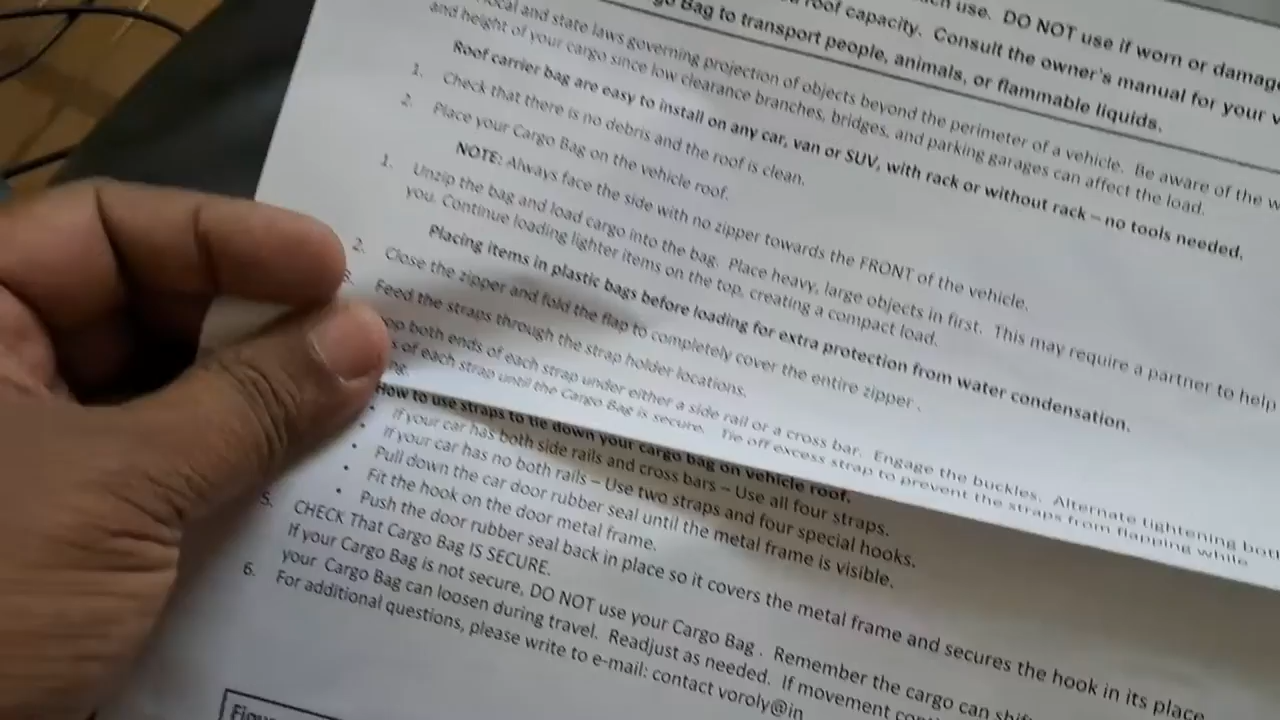 ch use. DO NOT use if worn or damag
roof capacity. Consult the owner's manual for your v
go Bag to transport people, animals, or flammable liquids.
local and state laws governing projection of objects beyond the perimeter of a vehicle. Be aware of the w
and height of your cargo since low clearance branches, bridges, and parking garages can affect the load.
Roof carrier bag are easy to install on any car, van or SUV, with rack or without rack – no tools needed.
1. Check that there is no debris and the roof is clean.
2. Place your Cargo Bag on the vehicle roof.
NOTE: Always face the side with no zipper towards the FRONT of the vehicle.
1. Unzip the bag and load cargo into the bag. Place heavy, large objects in first. This may require a partner to help
you. Continue loading lighter items on the top, creating a compact load.
Placing items in plastic bags before loading for extra protection from water condensation.
2. Close the zipper and fold the flap to completely cover the entire zipper .
3. Feed the straps through the strap holder locations.
op both ends of each strap under either a side rail or a cross bar. Engage the buckles. Alternate tightening both
s of each strap until the Cargo Bag is secure. Tie off excess strap to prevent the straps from flapping while
ng.
How to use straps to tie down your cargo bag on vehicle roof.
• If your car has both side rails and cross bars – Use all four straps.
• If your car has no both rails – Use two straps and four special hooks.
• Pull down the car door rubber seal until the metal frame is visible.
• Fit the hook on the door metal frame.
• Push the door rubber seal back in place so it covers the metal frame and secures the hook in its place
5. CHECK That Cargo Bag IS SECURE.
If your Cargo Bag is not secure, DO NOT use your Cargo Bag . Remember the cargo can shif
your Cargo Bag can loosen during travel. Readjust as needed. If movement con
6. For additional questions, please write to e-mail: contact voroly@in
Figu